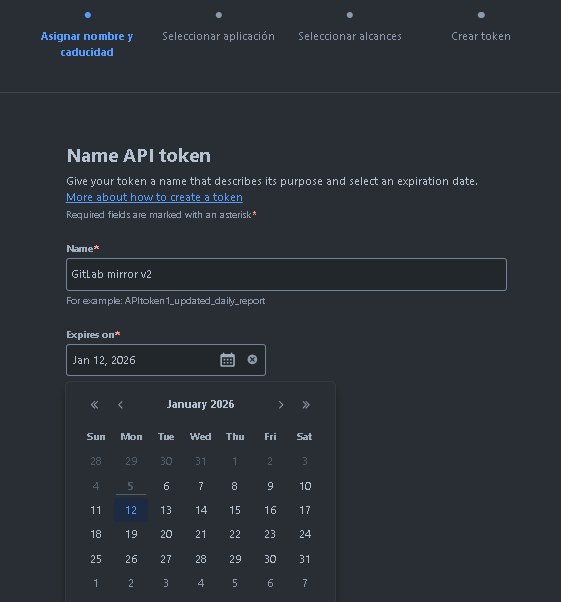 Asignar nombre y caducidad
Seleccionar aplicación
Seleccionar alcances
Crear token
Name API token
Give your token a name that describes its purpose and select an expiration date.
More about how to create a token
Required fields are marked with an asterisk*
Name*
GitLab mirror v2
For example: APItoken1_updated_daily_report
Expires on*
Jan 12, 2026
January 2026
Sun Mon Tue Wed Thu Fri Sat
28 29 30 31 1 2 3
4 5 6 7 8 9 10
11 12 13 14 15 16 17
18 19 20 21 22 23 24
25 26 27 28 29 30 31
1 2 3 4 5 6 7